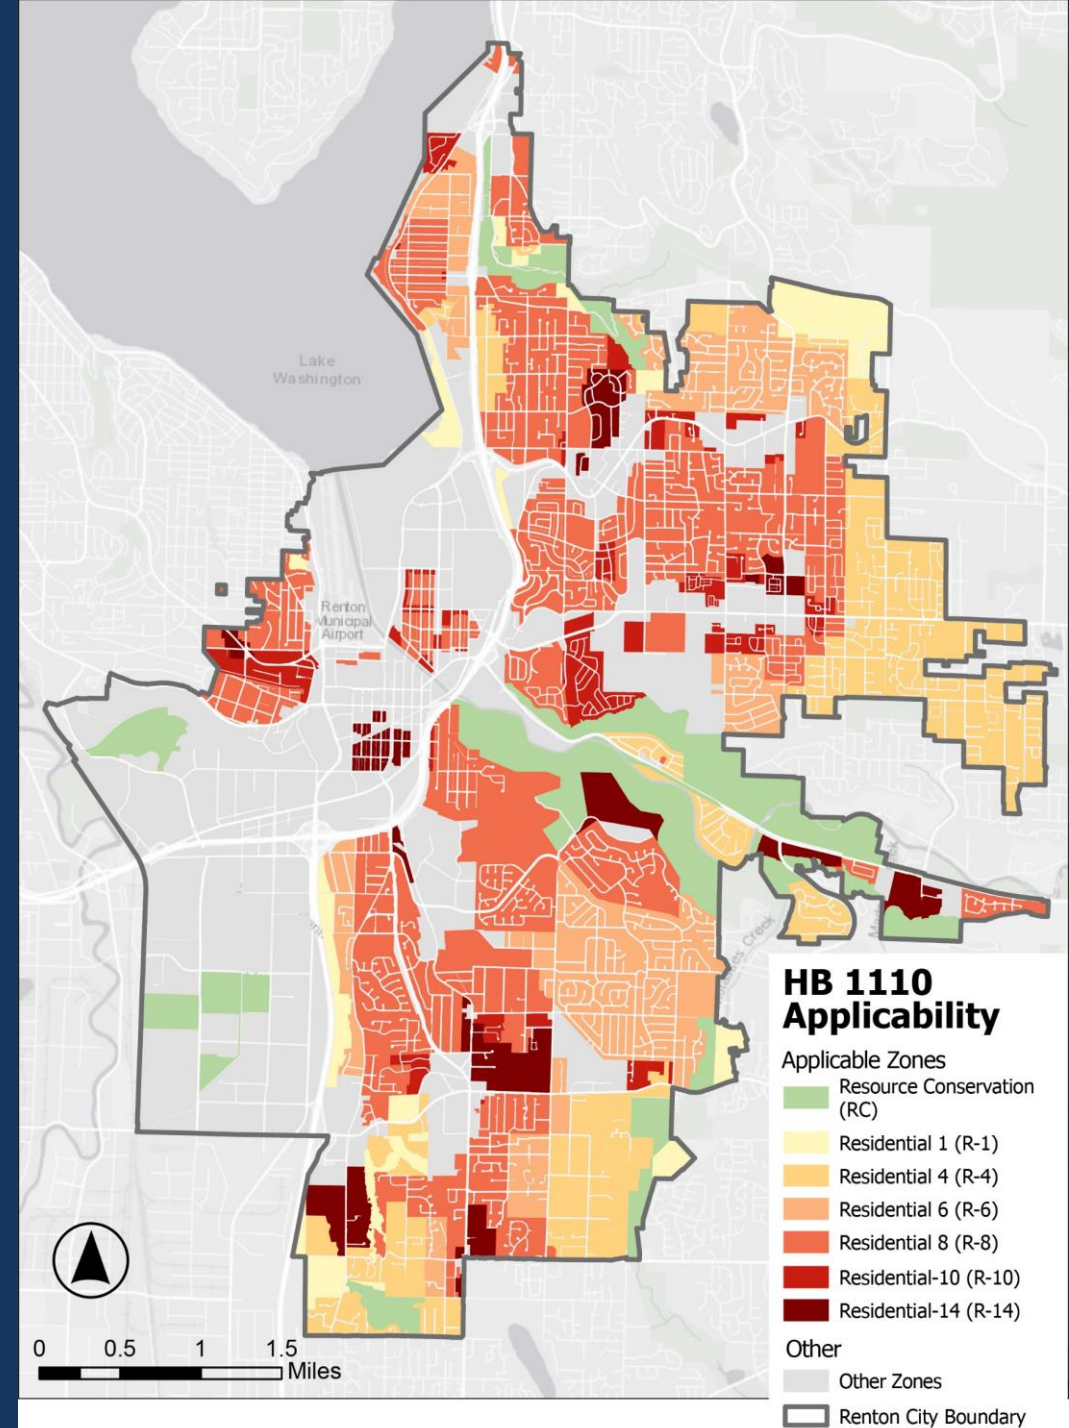 Lake
Washington
Renton
Municipal
Airport
Creek
HB 1110
Applicability
Applicable Zones
Resource Conservation
(RC)
Residential 1 (R-1)
Residential 4 (R-4)
Residential 6 (R-6)
Residential 8 (R-8)
Residential-10 (R-10)
Residential-14 (R-14)
Other
Other Zones
Renton City Boundary
0 0.5 1 1.5
Miles